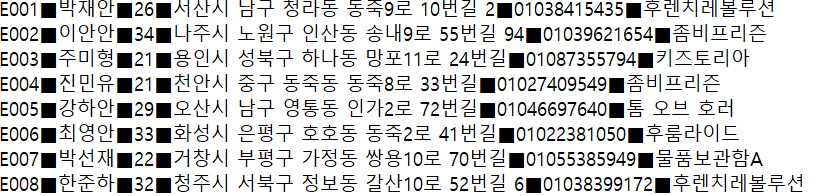 E001■박재안■26■서산시 남구 청라동 동죽9로 10번길 2■01038415435■후렌치레볼루션
E002■이안안■34■나주시 노원구 인산동 송내9로 55번길 94■01039621654■좀비프리즌
E003■주미형■21■용인시 성북구 하나동 망포11로 24번길■01087355794■키즈토리아
E004■진민유■21■천안시 중구 동죽동 동죽8로 33번길■01027409549■좀비프리즌
E005■강하안■29■오산시 남구 영통동 인가2로 72번길■01046697640■톰 오브 호러
E006■최영안■33■화성시 은평구 호호동 동죽2로 41번길■01022381050■후룸라이드
E007■박선재■22■거창시 부평구 가정동 쌍용10로 70번길■01055385949■물품보관함A
E008■한준하■32■청주시 서북구 정보동 갈산10로 52번길 6■01038399172■후렌치레볼루션